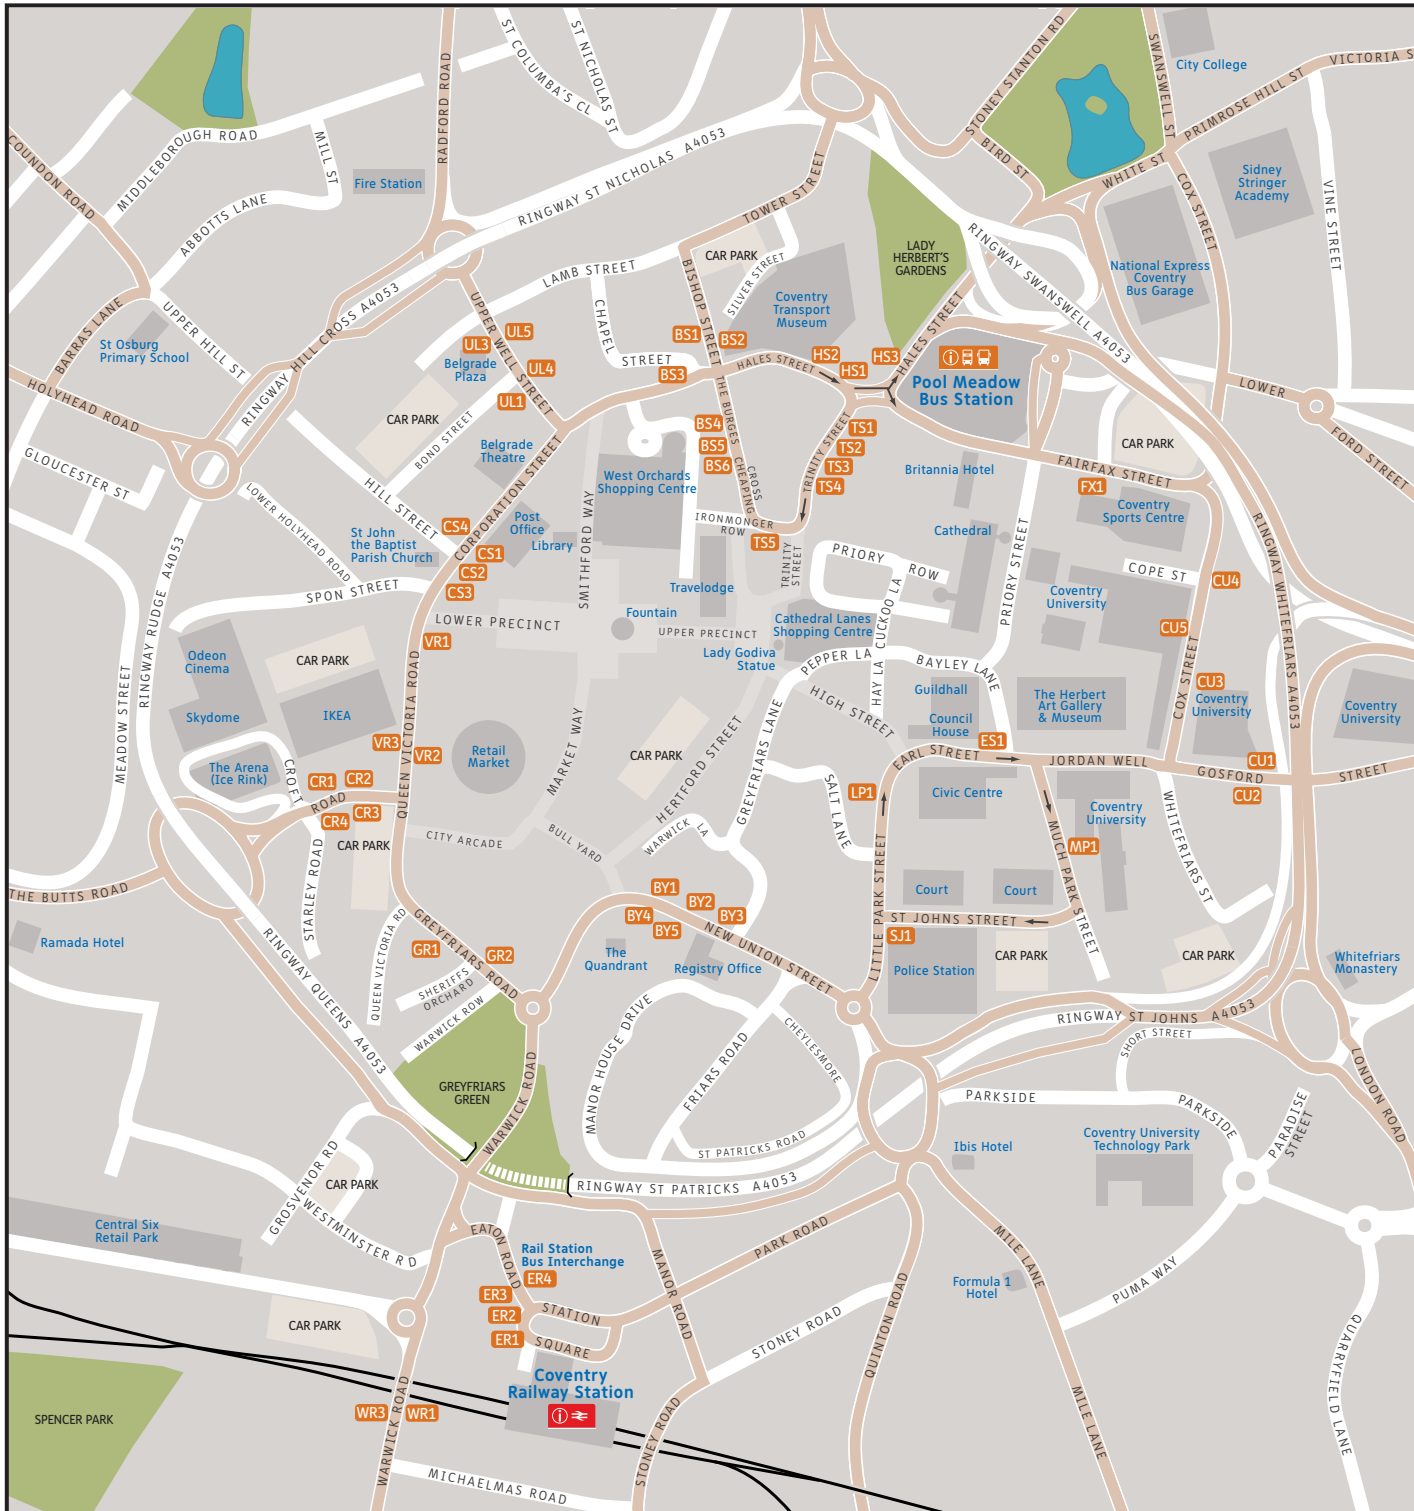 ST COLUMBA'S CL
ST NICHOLAS ST
RADFORD ROAD
STONEY STANTON RD
SWANSWELL ST
City College
VICTORIA S
PRIMROSE HILL ST
COUNDON ROAD
MIDDLEBOROUGH ROAD
MILL ST
Fire Station
ABBOTTS LANE
RINGWAY ST NICHOLAS A4053
TOWER STREET
BIRD ST
WHITE ST
COX STREET
Sidney
Stringer
Academy
VINE STREET
LADY
HERBERT'S
GARDENS
RINGWAY SWANSWELL A4053
National Express
Coventry
Bus Garage
CAR PARK
SILVER STREET
BISHOP STREET
LAMB STREET
CHAPEL
STREET
Coventry
Transport
Museum
BARRAS LANE
UPPER HILL ST
St Osburg
Primary School
RINGWAY HILL CROSS A4053
HOLYHEAD ROAD
UPPER WELL STREET
UL5
UL3
UL4
UL1
Belgrade
Plaza
BS1
BS2
BS3
HALES STREET
HS2
HS1
HS3
HALES STREET
Pool Meadow
Bus Station
LOWER
FORD STREET
CAR PARK
BOND STREET
Belgrade
Theatre
THE BURGES
BS4
BS5
BS6
CROSS
CHEAPING
TRINITY STREET
TS1
TS2
TS3
TS4
Britannia Hotel
FAIRFAX STREET
CAR PARK
FX1
Coventry
Sports Centre
GLOUCESTER ST
LOWER HOLYHEAD ROAD
HILL STREET
CORPORATION STREET
West Orchards
Shopping Centre
SMITHFORD WAY
IRONMONGER
ROW
TS5
TRINITY
STREET
Cathedral
PRIORY
ROW
PRIORY STREET
RINGWAY WHITEFRIARS A4053
St John
the Baptist
Parish Church
CS4
CS1
CS2
CS3
Post
Office
Library
SPON STREET
Travelodge
Fountain
LOWER PRECINCT
UPPER PRECINCT
Cathedral Lanes
Shopping Centre
Lady Godiva
Statue
CUCKOO LA
HAY LA
PEPPER LA
BAYLEY LANE
Coventry
University
COPE ST
CU4
CU5
CU3
Coventry
University
COX STREET
Coventry
University
RINGWAY RUDGE A4053
MEADOW STREET
Odeon
Cinema
Skydome
CAR PARK
IKEA
VR1
VR3
VR2
QUEEN VICTORIA ROAD
Retail
Market
MARKET WAY
CAR PARK
HERTFORD STREET
GREYFRIARS LANE
HIGH STREET
Guildhall
Council
House
The Herbert
Art Gallery
& Museum
ES1
EARL STREET
JORDAN WELL
GOSFORD
STREET
CU1
CU2
The Arena
(Ice Rink)
CROFT
ROAD
CR1
CR2
CR3
CR4
CAR PARK
STARLEY ROAD
CITY ARCADE
BULL YARD
WARWICK LA
SALT LANE
LP1
Civic Centre
Coventry
University
MP1
MUCH PARK STREET
WHITEFRIARS ST
LITTLE PARK STREET
Court
Court
ST JOHNS STREET
SJ1
Police Station
CAR PARK
CAR PARK
Whitefriars
Monastery
THE BUTTS ROAD
Ramada Hotel
RINGWAY QUEENS A4053
QUEEN VICTORIA RD
GREYFRIARS ROAD
GR1
GR2
SHERIFFS
ORCHARD
WARWICK ROW
BY1
BY2
BY3
BY4
BY5
The
Quandrant
Registry Office
NEW UNION STREET
MANOR HOUSE DRIVE
FRIARS ROAD
CHEYLESMORE
ST PATRICKS ROAD
RINGWAY ST JOHNS A4053
SHORT STREET
LONDON ROAD
GREYFRIARS
GREEN
WARWICK ROAD
RINGWAY ST PATRICKS A4053
PARKSIDE
PARKSIDE
PARADISE
STREET
Ibis Hotel
Coventry University
Technology Park
GROSVENOR RD
CAR PARK
WESTMINSTER RD
Central Six
Retail Park
EATON ROAD
Rail Station
Bus Interchange
ER4
ER3
ER2
ER1
STATION
SQUARE
MANOR ROAD
PARK ROAD
STONEY ROAD
QUINTON ROAD
MILE LANE
Formula 1
Hotel
PUMA WAY
QUARRYFIELD LANE
CAR PARK
Coventry
Railway Station
SPENCER PARK
WR3
WR1
WARWICK ROAD
STONEY ROAD
MILE LANE
MICHAELMAS ROAD